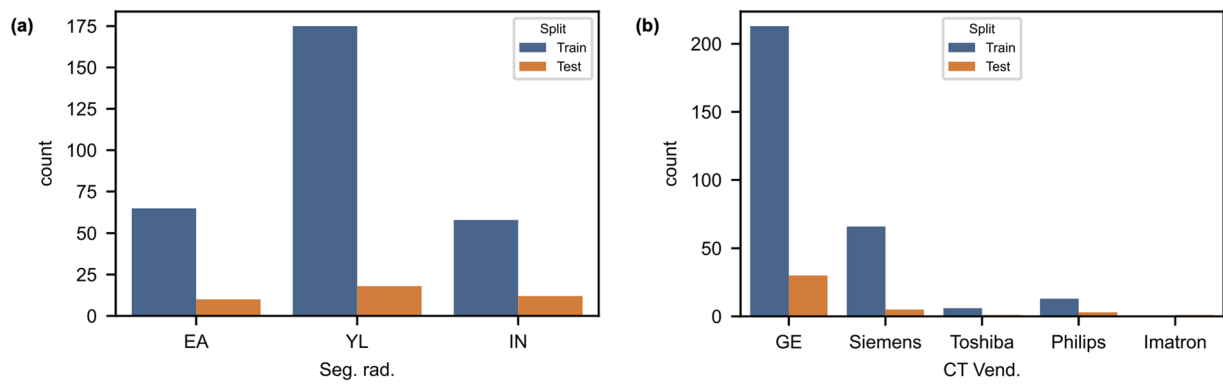 (a)
175
150
125
100
75
50
25
0
count
EA
YL
IN
Seg. rad.
Split
Train
Test
(b)
200
150
100
50
0
count
GE
Siemens
Toshiba
Philips
Imatron
CT Vend.
Split
Train
Test